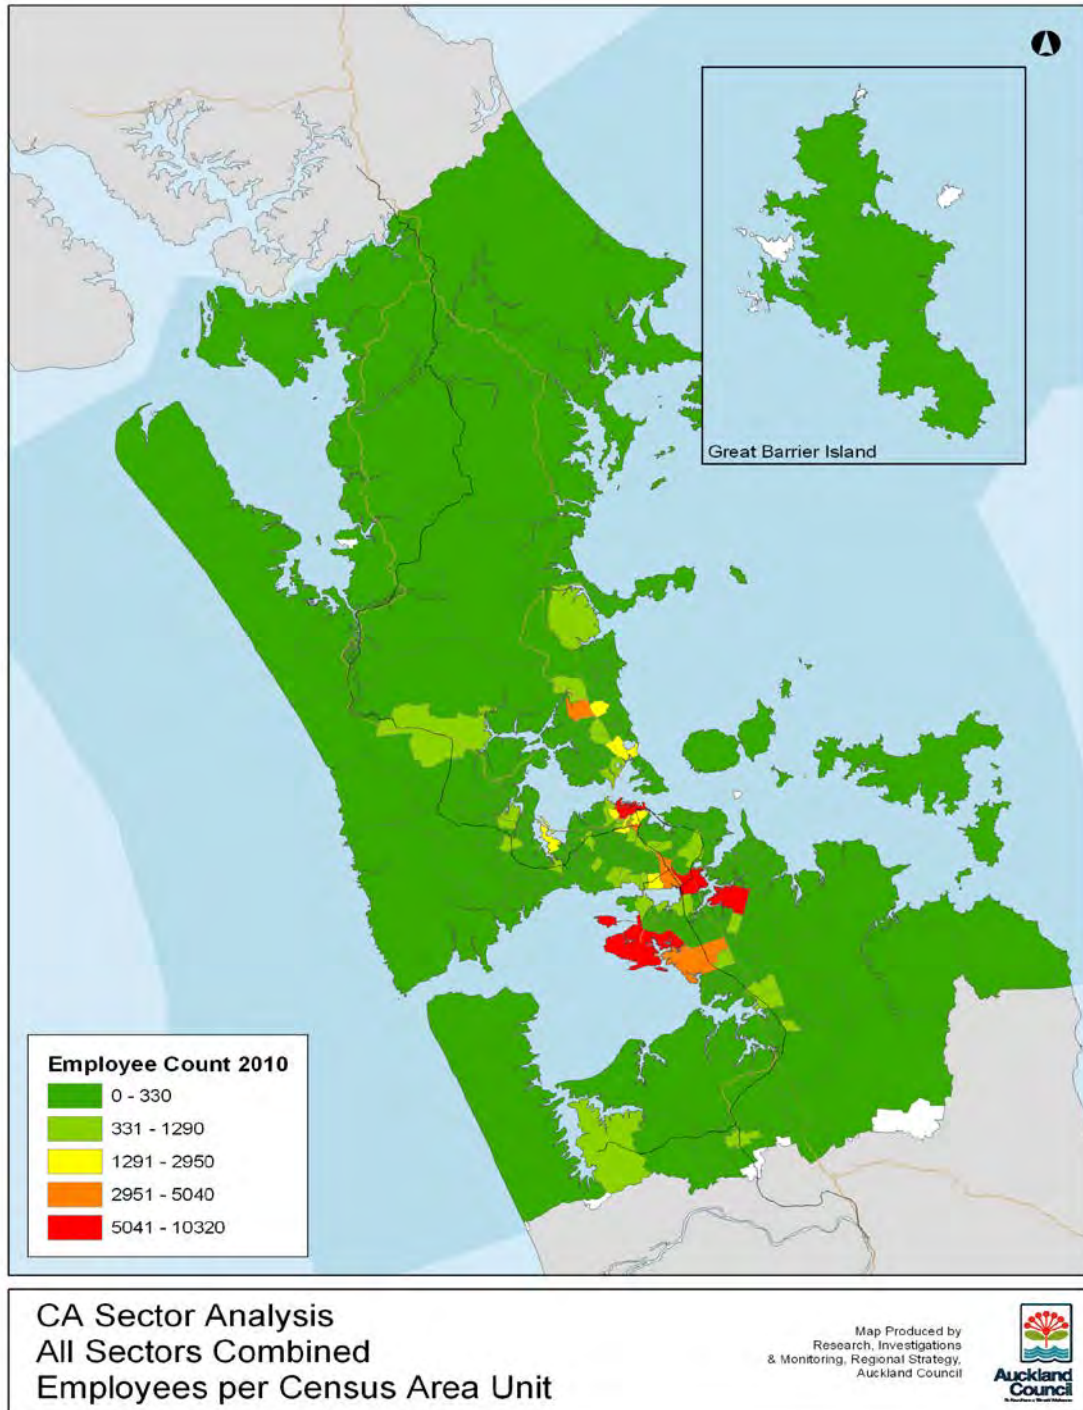 Great Barrier Island
Employee Count 2010
0 - 330
331 - 1290
1291 - 2950
2951 - 5040
5041 - 10320
CA Sector Analysis
All Sectors Combined
Employees per Census Area Unit
Map Produced by
Research, Investigations
& Monitoring, Regional Strategy,
Auckland Council
Auckland
Council